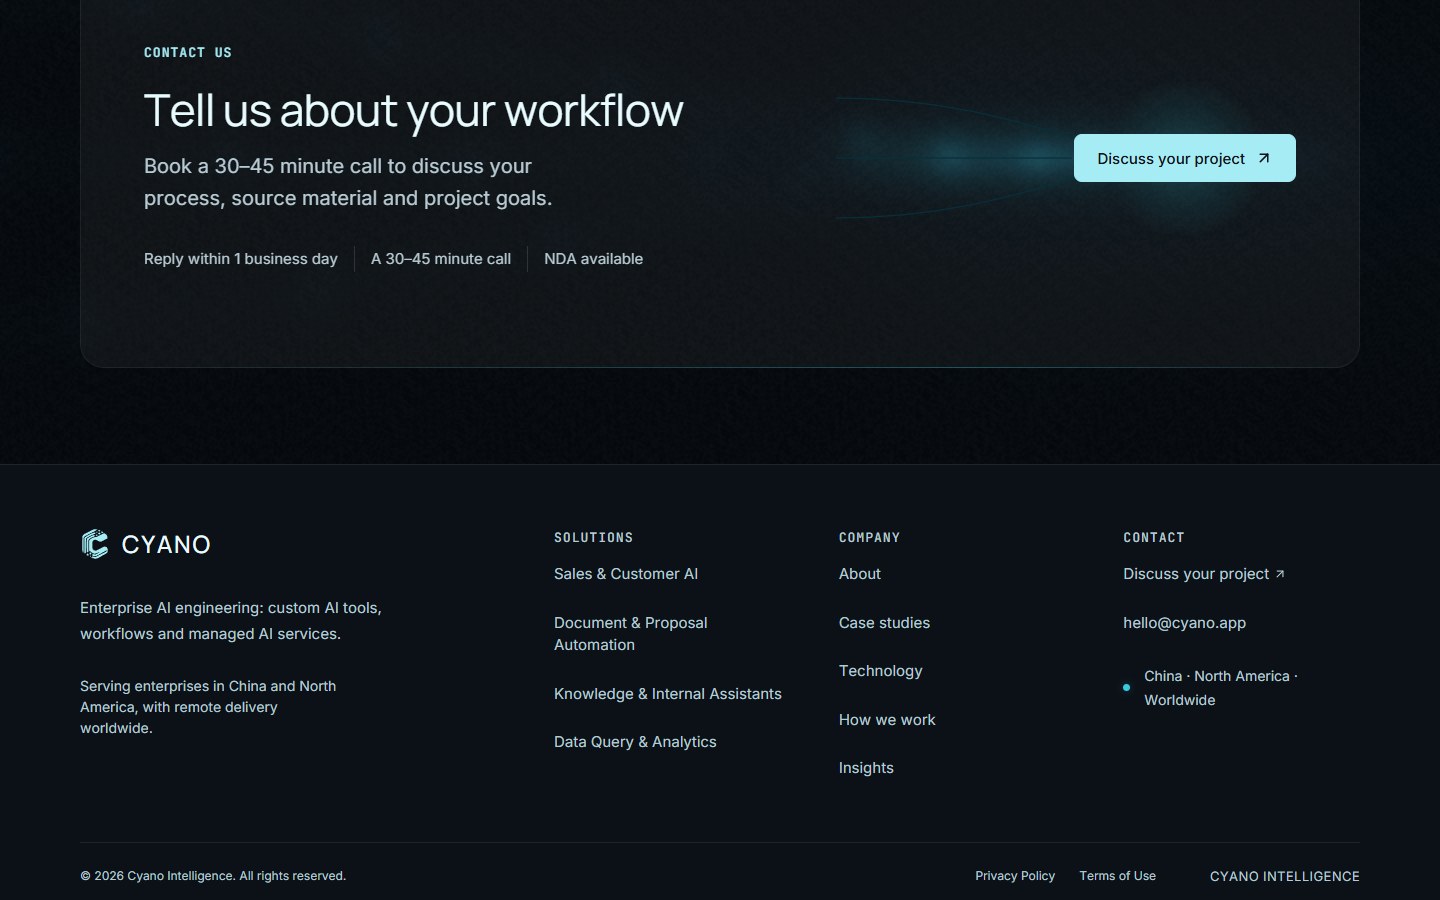 CONTACT US
Tell us about your workflow
Book a 30–45 minute call to discuss your
process, source material and project goals.
Reply within 1 business day
A 30–45 minute call
NDA available
Discuss your project
CYANO
Enterprise AI engineering: custom AI tools,
workflows and managed AI services.
Serving enterprises in China and North
America, with remote delivery
worldwide.
SOLUTIONS
Sales & Customer AI
Document & Proposal
Automation
Knowledge & Internal Assistants
Data Query & Analytics
COMPANY
About
Case studies
Technology
How we work
Insights
CONTACT
Discuss your project
hello@cyano.app
China · North America ·
Worldwide
© 2026 Cyano Intelligence. All rights reserved.
Privacy Policy
Terms of Use
CYANO INTELLIGENCE